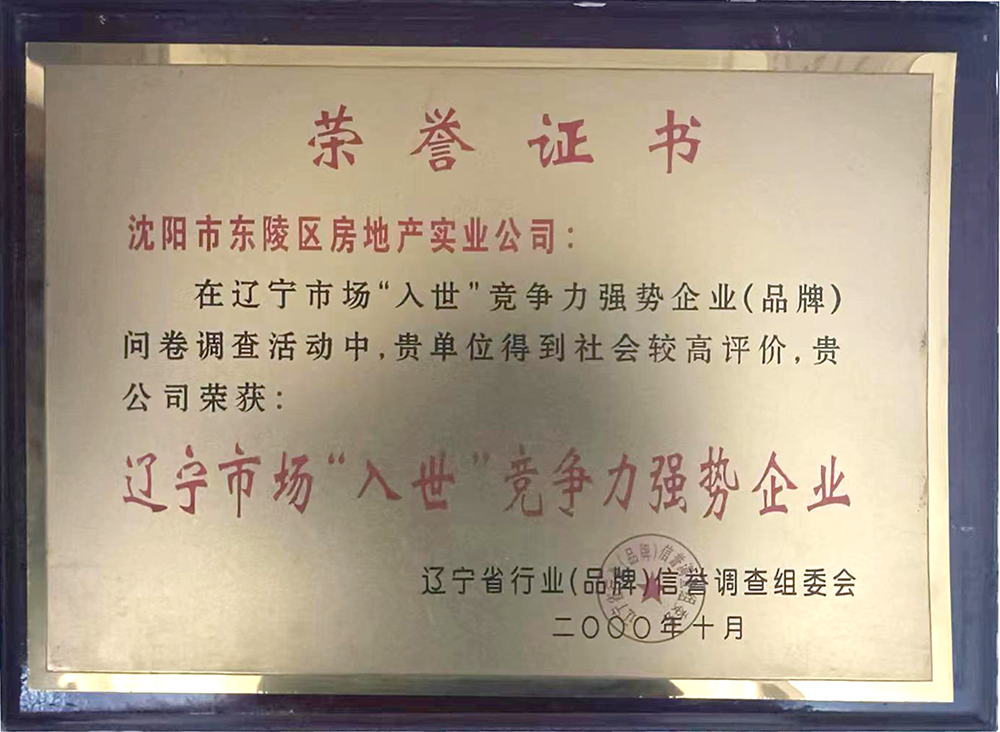 荣誉证书
沈阳市东陵区房地产实业公司：
在辽宁市场“入世”竞争力强势企业(品牌)
问卷调查活动中,贵单位得到社会较高评价,贵
公司荣获：
辽宁市场“入世”竞争力强势企业
辽宁省行业(品牌)信誉调查组委会
二〇〇〇年十月